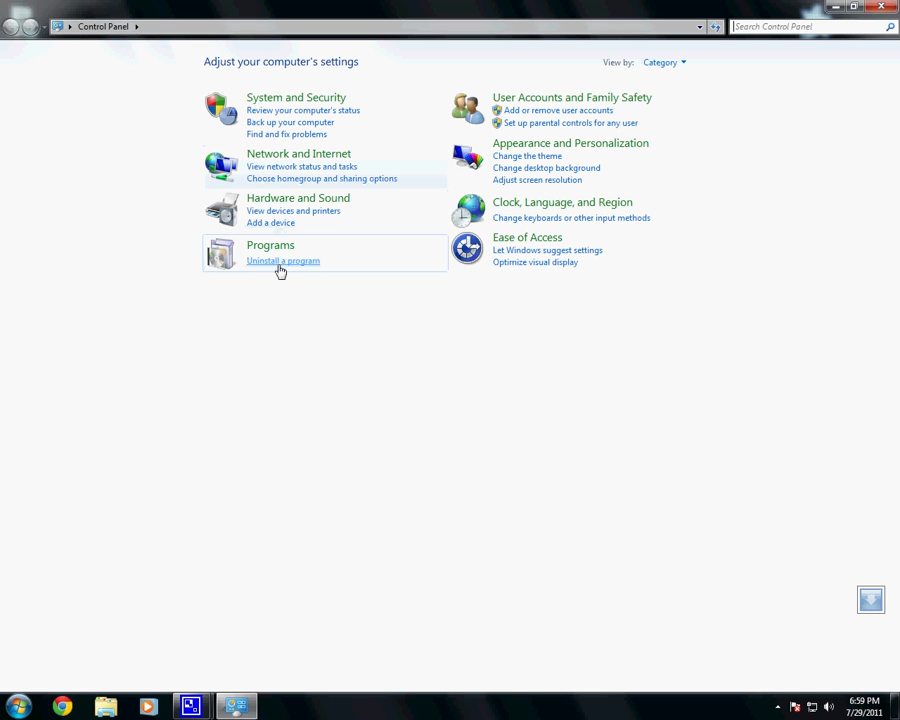 Control Panel
Search Control Panel
Adjust your computer's settings
View by: Category
System and Security
Review your computer's status
Back up your computer
Find and fix problems
Network and Internet
View network status and tasks
Choose homegroup and sharing options
Hardware and Sound
View devices and printers
Add a device
Programs
Uninstall a program
User Accounts and Family Safety
Add or remove user accounts
Set up parental controls for any user
Appearance and Personalization
Change the theme
Change desktop background
Adjust screen resolution
Clock, Language, and Region
Change keyboards or other input methods
Ease of Access
Let Windows suggest settings
Optimize visual display
6:59 PM
7/29/2011